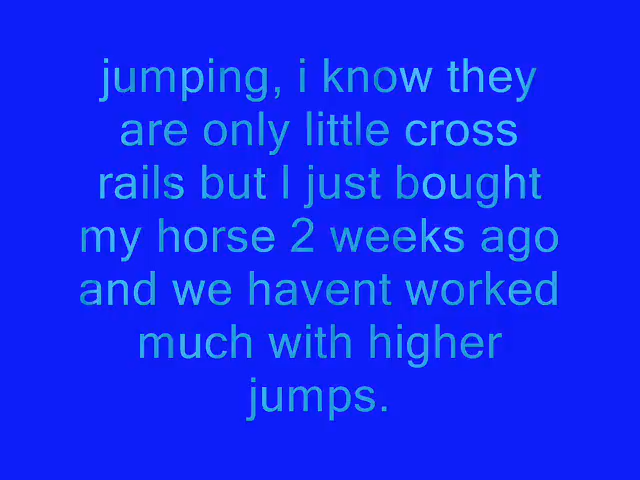 jumping, i know they
are only little cross
rails but I just bought
my horse 2 weeks ago
and we havent worked
much with higher
jumps.